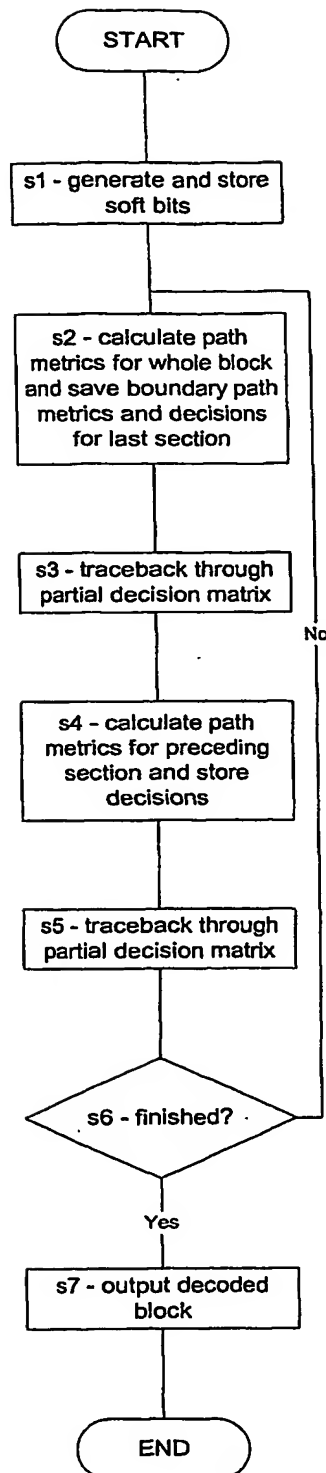 START
s1 - generate and store
soft bits
s2 - calculate path
metrics for whole block
and save boundary path
metrics and decisions
for last section
s3 - traceback through
partial decision matrix
No
s4 - calculate path
metrics for preceding
section and store
decisions
s5 - traceback through
partial decision matrix
s6 - finished?
Yes
s7 - output decoded
block
END